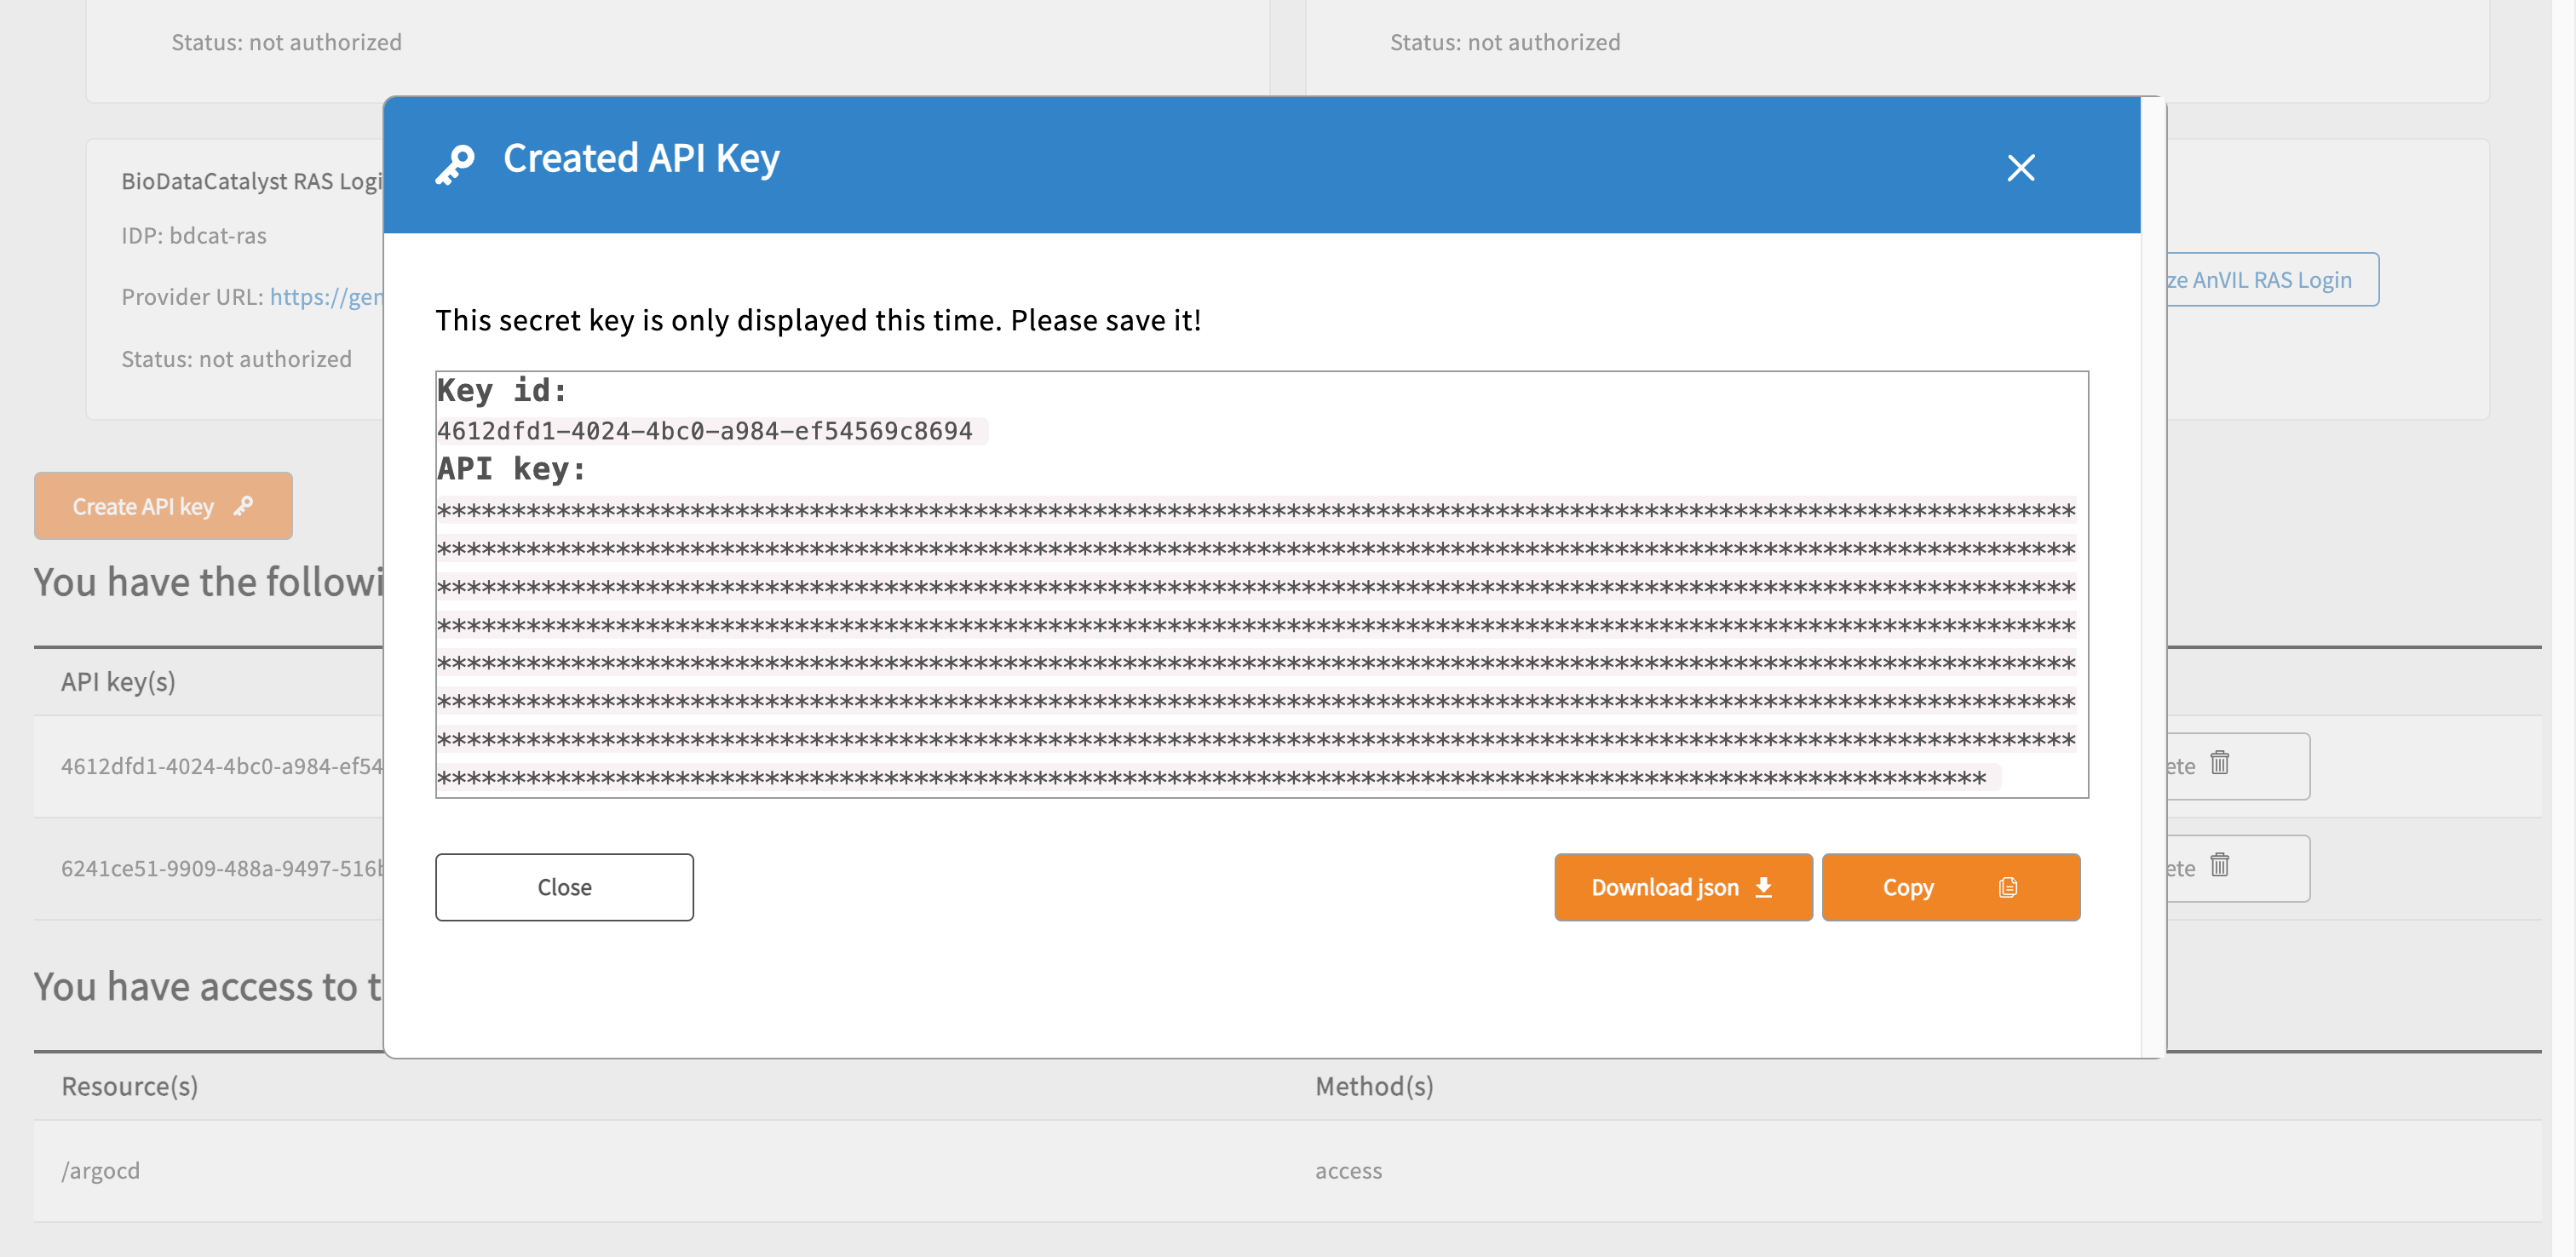 Status: not authorized
Status: not authorized
Created API Key
BioDataCatalyst RAS Logi
IDP: bdcat-ras
Provider URL: https://gen
Status: not authorized
ze AnVIL RAS Login
This secret key is only displayed this time. Please save it!
Key id:
4612dfd1-4024-4bc0-a984-ef54569c8694
API key:
**************************************************************************************************************
**************************************************************************************************************
**************************************************************************************************************
**************************************************************************************************************
**************************************************************************************************************
**************************************************************************************************************
**************************************************************************************************************
********************************************************************************************************
Close
Download json
Copy
Create API key
You have the followi
API key(s)
4612dfd1-4024-4bc0-a984-ef54
ete
6241ce51-9909-488a-9497-516b
ete
You have access to t
Resource(s)
Method(s)
/argocd
access